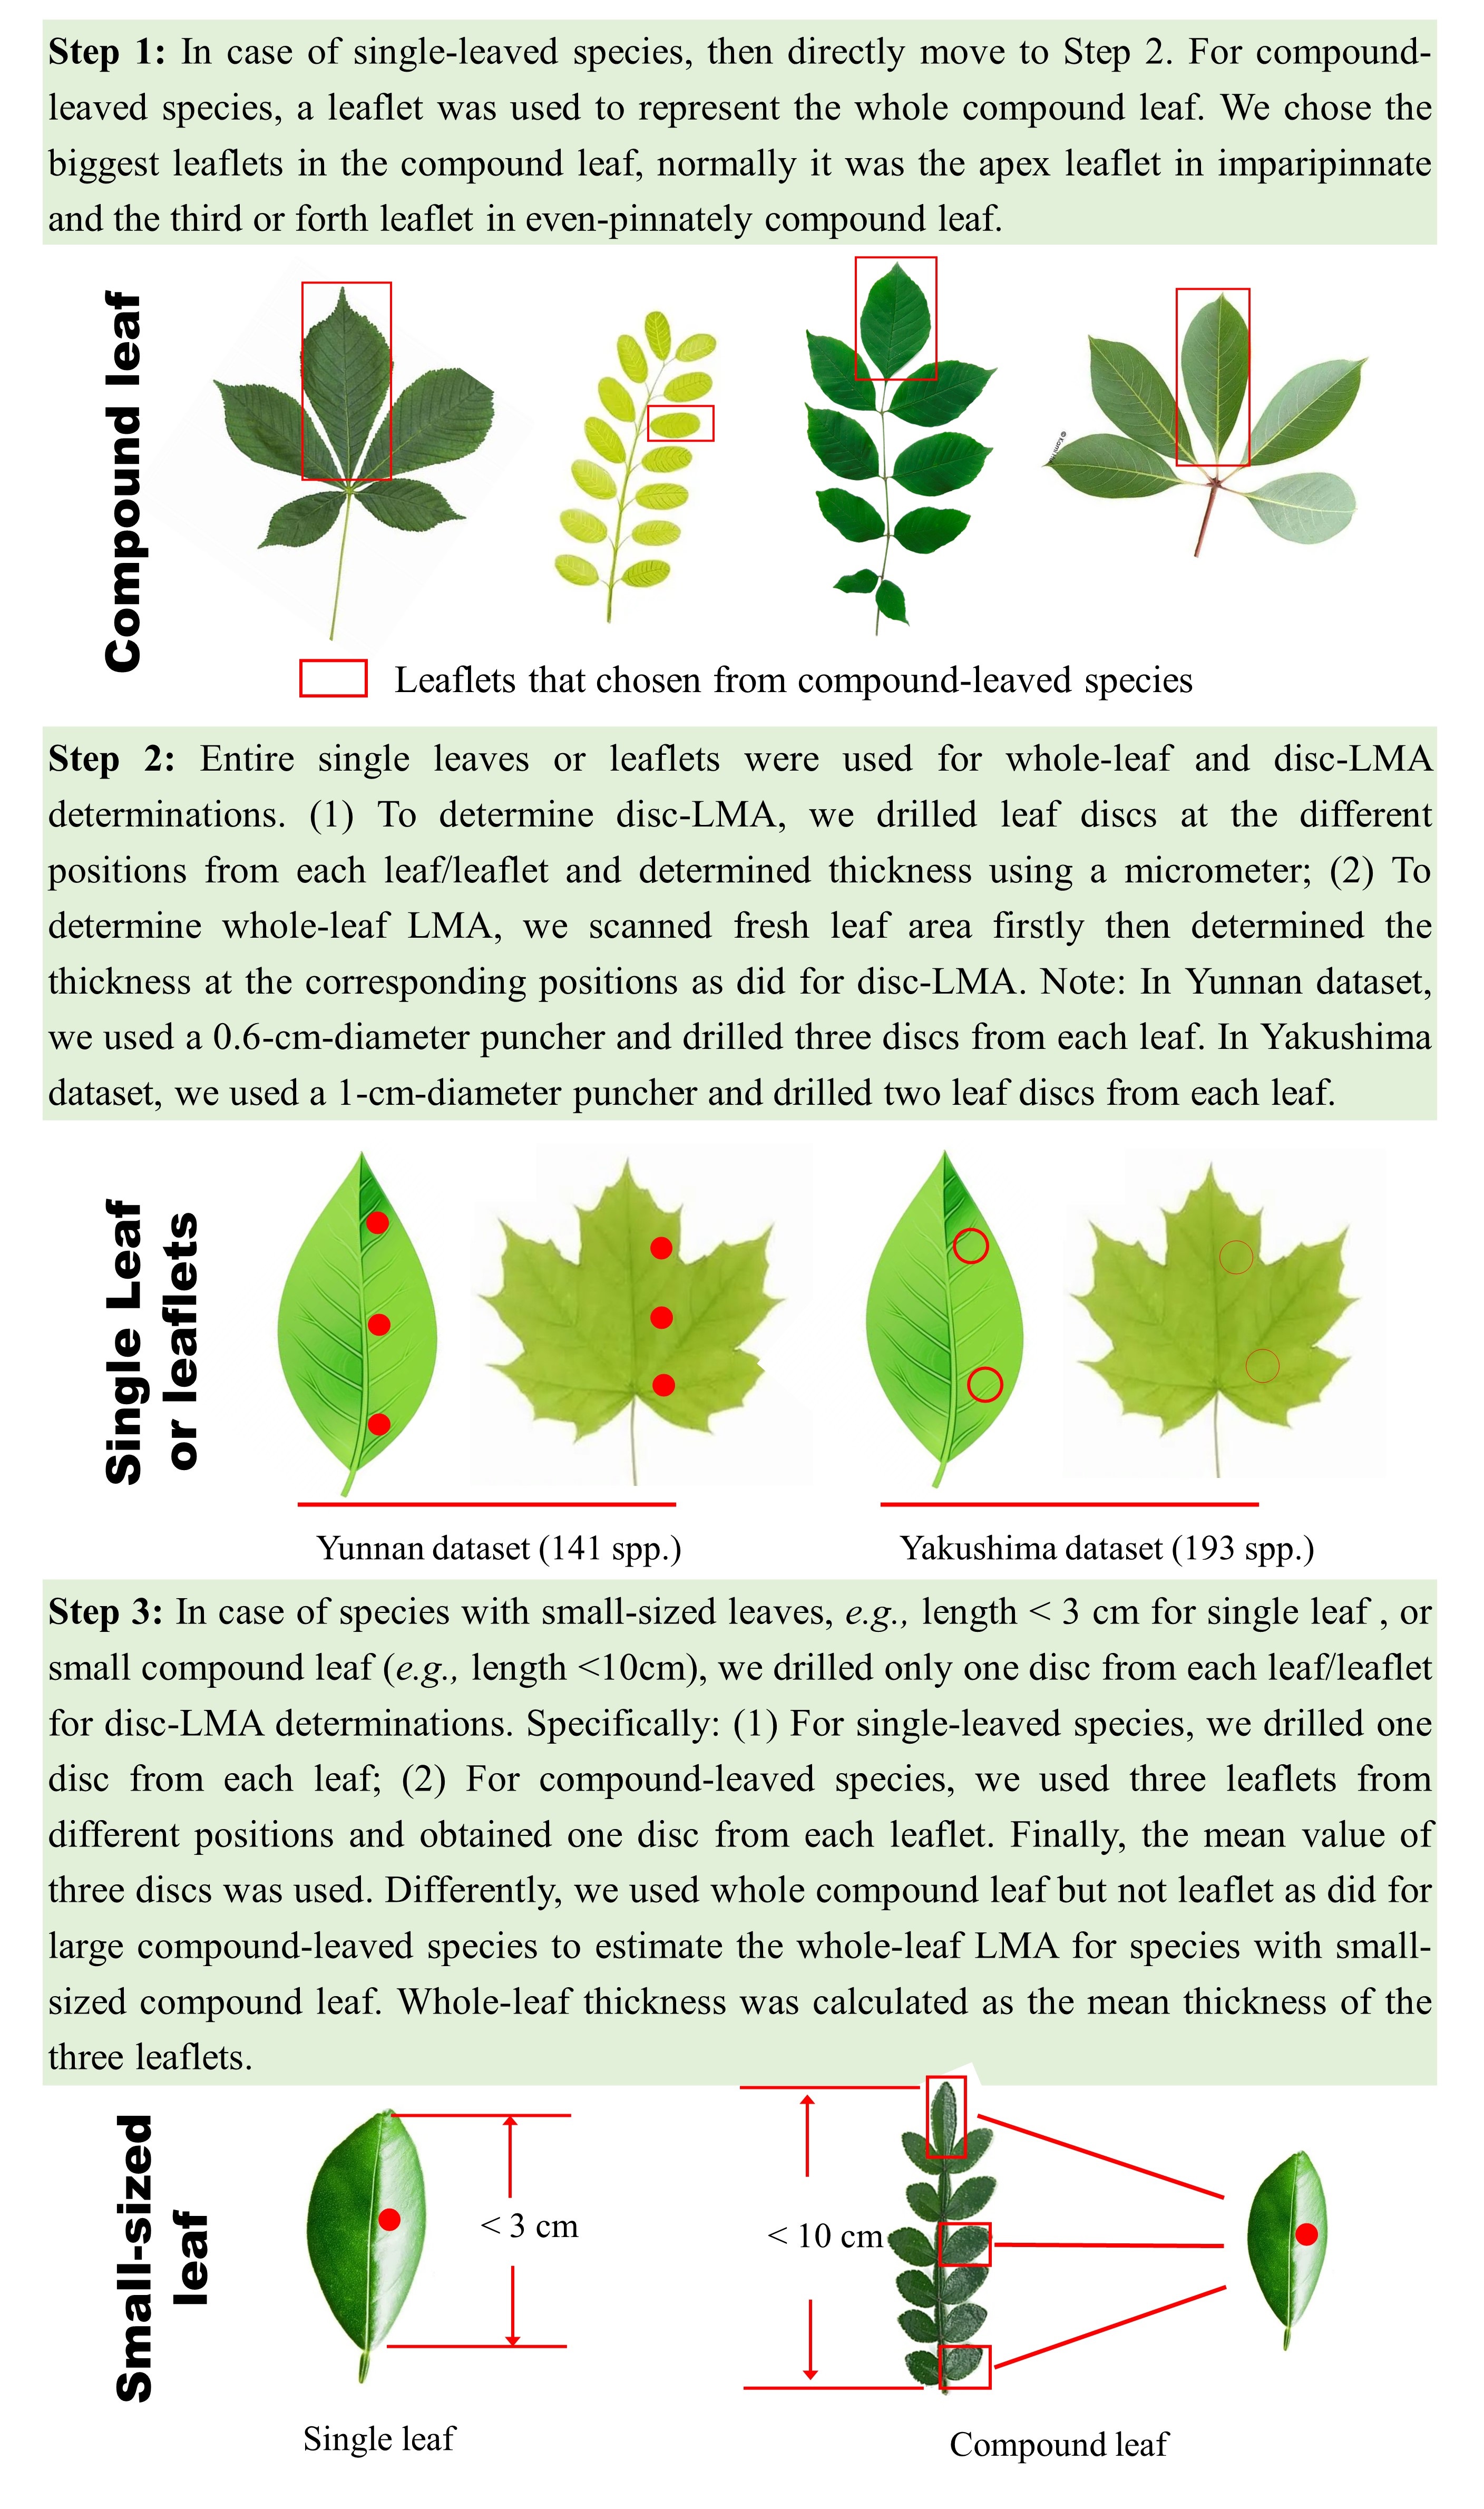 Step 1: In case of single-leaved species, then directly move to Step 2. For compound-
leaved species, a leaflet was used to represent the whole compound leaf. We chose the
biggest leaflets in the compound leaf, normally it was the apex leaflet in imparipinnate
and the third or forth leaflet in even-pinnately compound leaf.
Compound leaf
Leaflets that chosen from compound-leaved species
Step 2: Entire single leaves or leaflets were used for whole-leaf and disc-LMA
determinations. (1) To determine disc-LMA, we drilled leaf discs at the different
positions from each leaf/leaflet and determined thickness using a micrometer; (2) To
determine whole-leaf LMA, we scanned fresh leaf area firstly then determined the
thickness at the corresponding positions as did for disc-LMA. Note: In Yunnan dataset,
we used a 0.6-cm-diameter puncher and drilled three discs from each leaf. In Yakushima
dataset, we used a 1-cm-diameter puncher and drilled two leaf discs from each leaf.
Single Leaf
or leaflets
Yunnan dataset (141 spp.)
Yakushima dataset (193 spp.)
Step 3: In case of species with small-sized leaves, e.g., length < 3 cm for single leaf , or
small compound leaf (e.g., length <10cm), we drilled only one disc from each leaf/leaflet
for disc-LMA determinations. Specifically: (1) For single-leaved species, we drilled one
disc from each leaf; (2) For compound-leaved species, we used three leaflets from
different positions and obtained one disc from each leaflet. Finally, the mean value of
three discs was used. Differently, we used whole compound leaf but not leaflet as did for
large compound-leaved species to estimate the whole-leaf LMA for species with small-
sized compound leaf. Whole-leaf thickness was calculated as the mean thickness of the
three leaflets.
Small-sized
leaf
< 3 cm
< 10 cm
Single leaf
Compound leaf